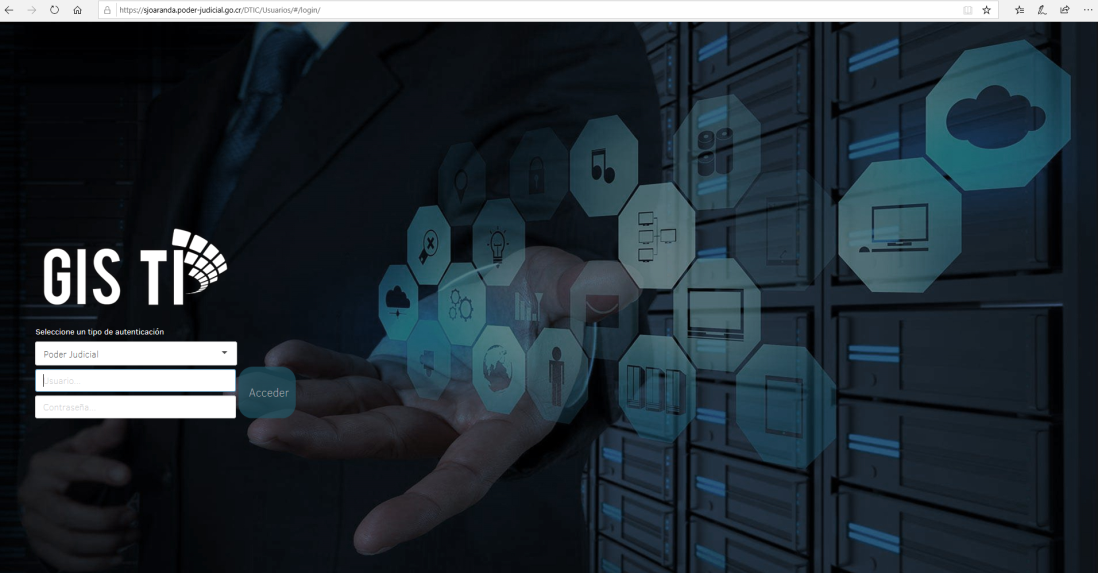 https://sjoaranda.poder-judicial.go.cr/DTIC/Usuarios/#/login/
GIS TI
Seleccione un tipo de autenticación
Poder Judicial
Usuario...
Acceder
Contraseña...